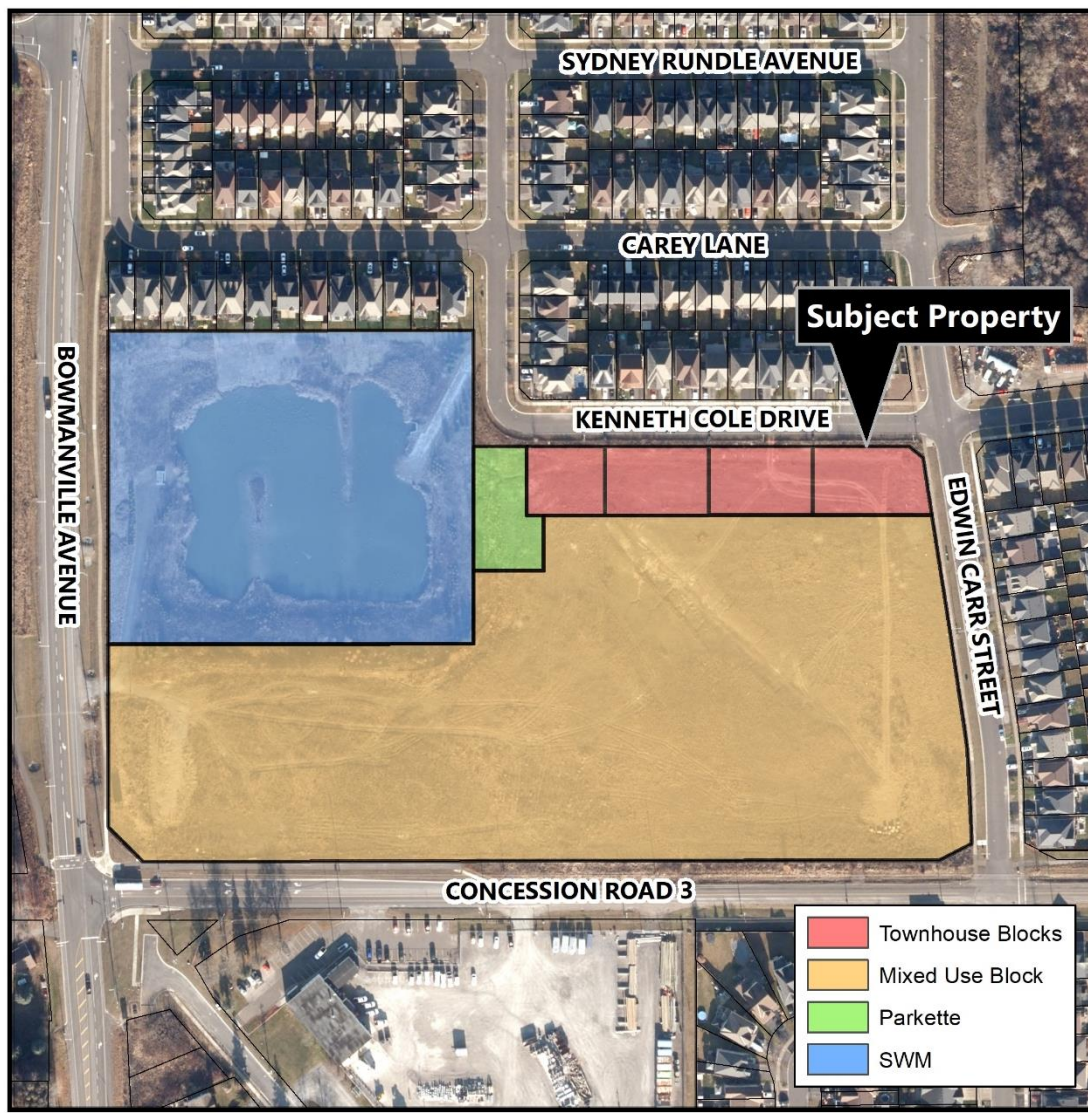 SYDNEY RUNDLE AVENUE
CAREY LANE
Subject Property
KENNETH COLE DRIVE
BOWMANVILLE AVENUE
EDWIN CARR STREET
CONCESSION ROAD 3
Townhouse Blocks
Mixed Use Block
Parkette
SWM